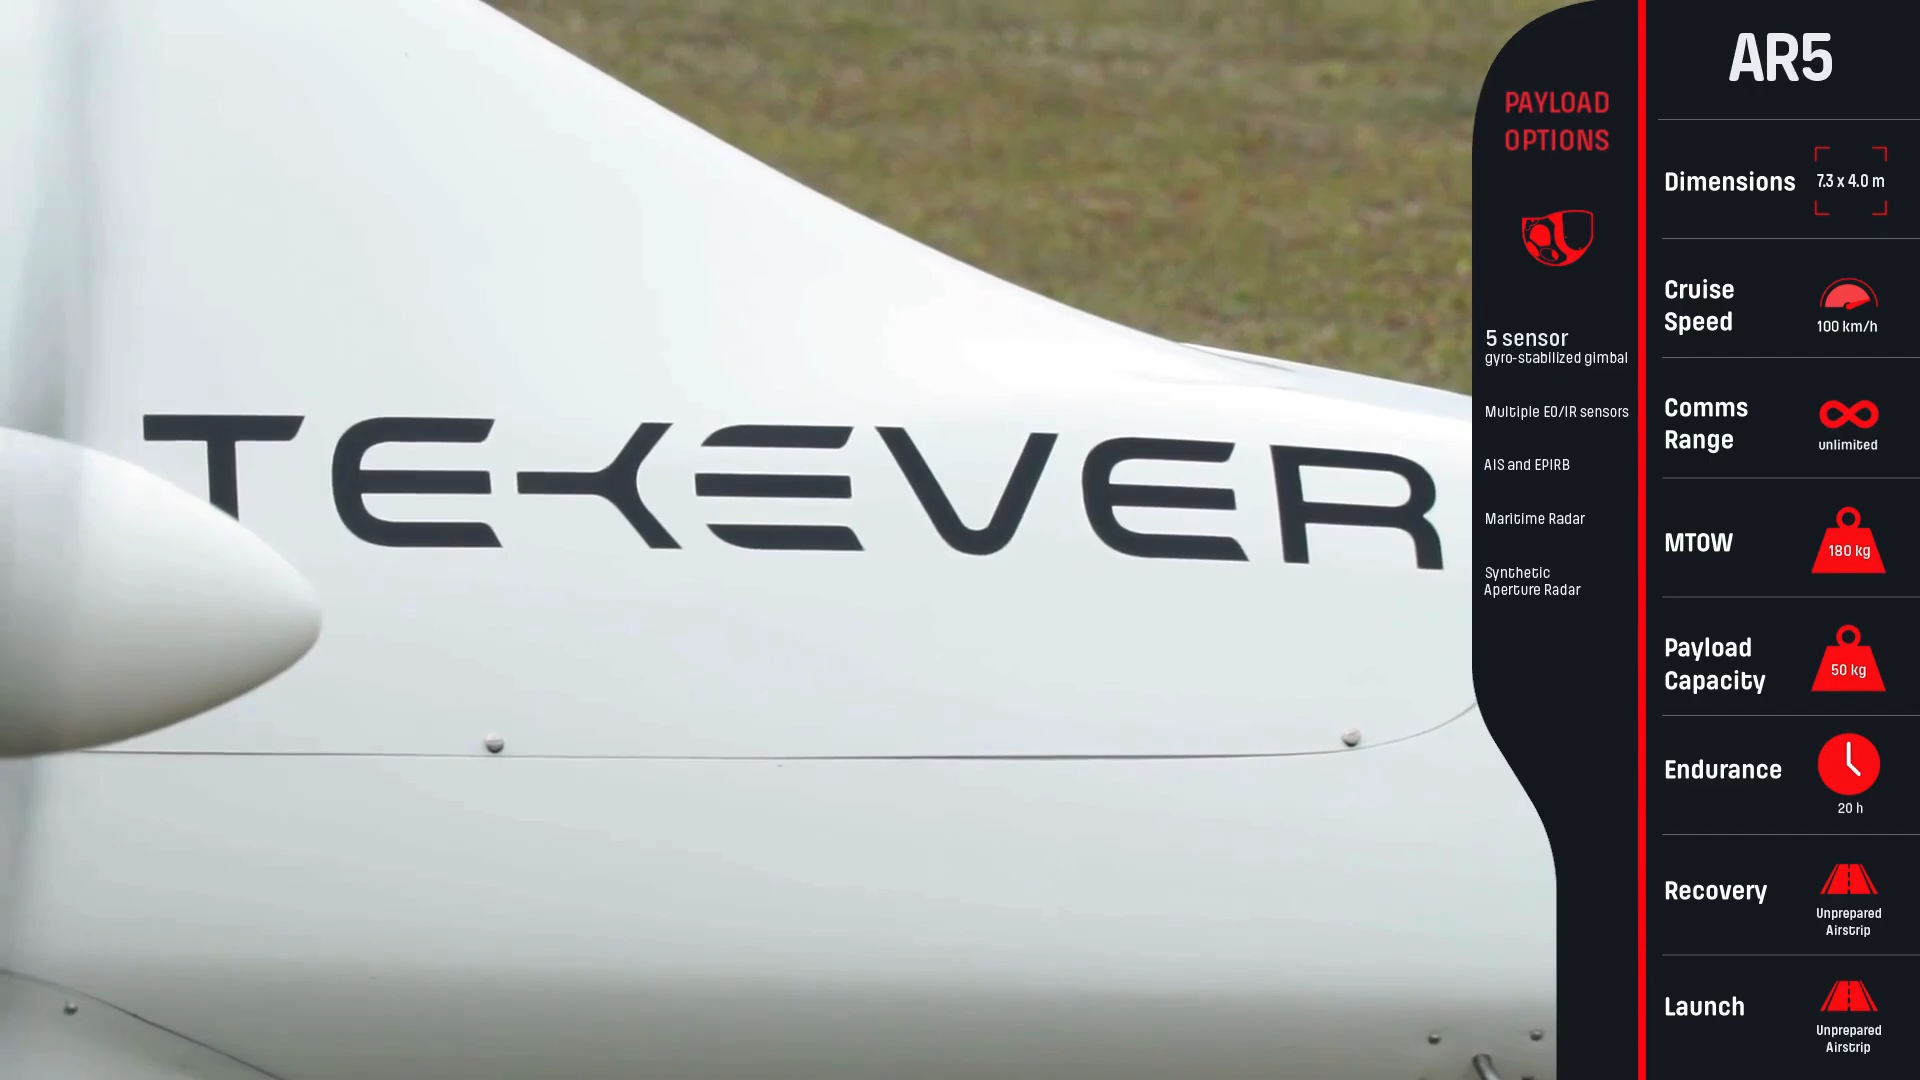 TEKEVER
PAYLOAD
OPTIONS
5 sensor
gyro-stabilized gimbal
Multiple EO/IR sensors
AIS and EPIRB
Maritime Radar
Synthetic
Aperture Radar
AR5
Dimensions
7.3 x 4.0 m
Cruise
Speed
100 km/h
Comms
Range
unlimited
MTOW
180 kg
Payload
Capacity
50 kg
Endurance
20 h
Recovery
Unprepared
Airstrip
Launch
Unprepared
Airstrip